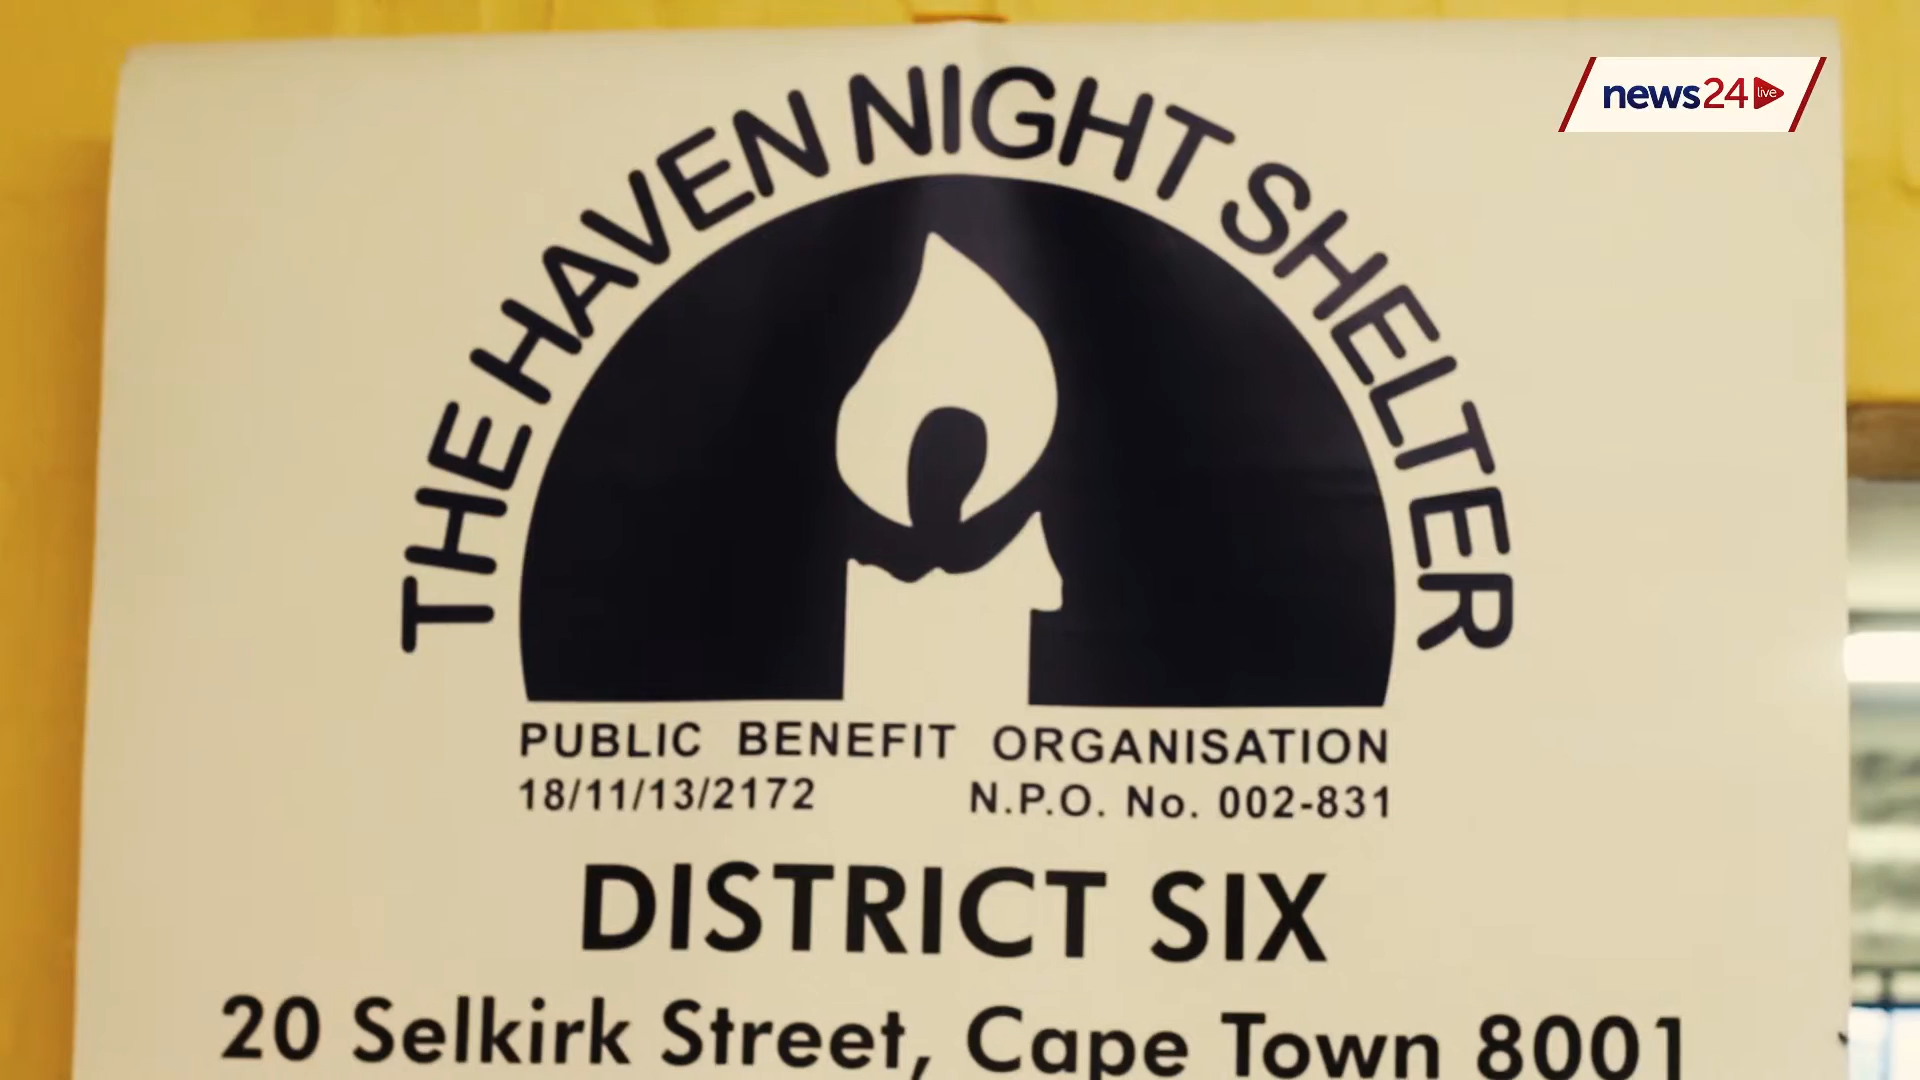 news24 live
THE HAVEN NIGHT SHELTER
PUBLIC BENEFIT ORGANISATION
18/11/13/2172 N.P.O. No. 002-831
DISTRICT SIX
20 Selkirk Street, Cape Town 8001